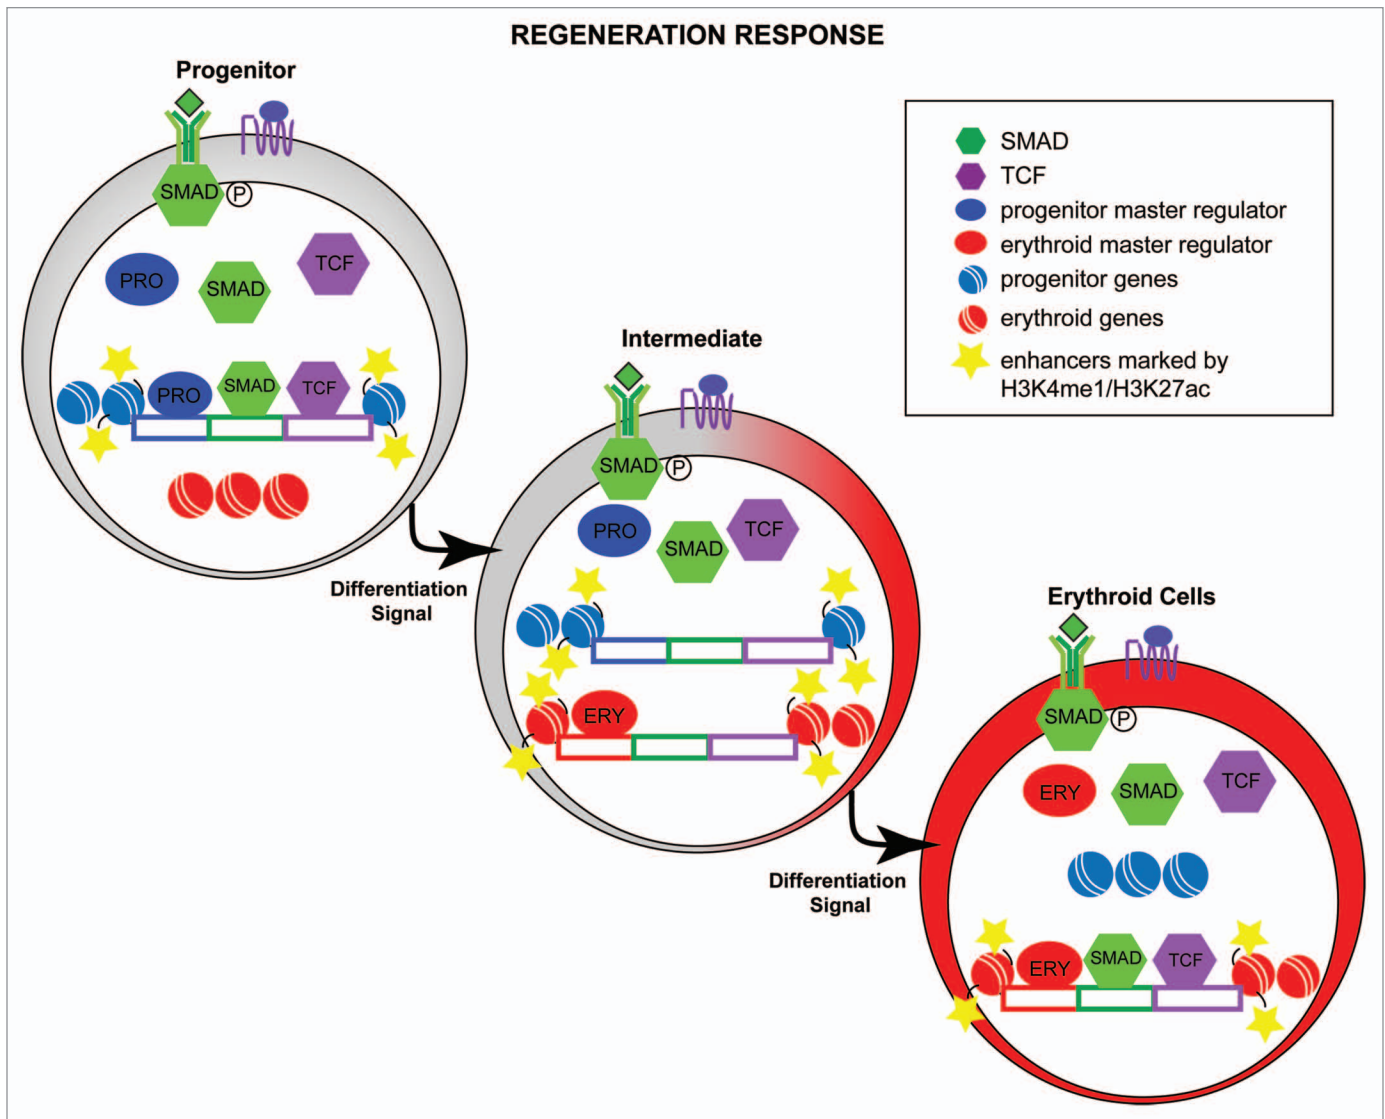 REGENERATION RESPONSE
Progenitor
SMAD
P
PRO
SMAD
TCF
PRO
SMAD
TCF
Differentiation
Signal
Intermediate
SMAD
P
PRO
SMAD
TCF
ERY
Differentiation
Signal
Erythroid Cells
SMAD
P
ERY
SMAD
TCF
ERY
SMAD
TCF
SMAD
TCF
progenitor master regulator
erythroid master regulator
progenitor genes
erythroid genes
enhancers marked by
H3K4me1/H3K27ac